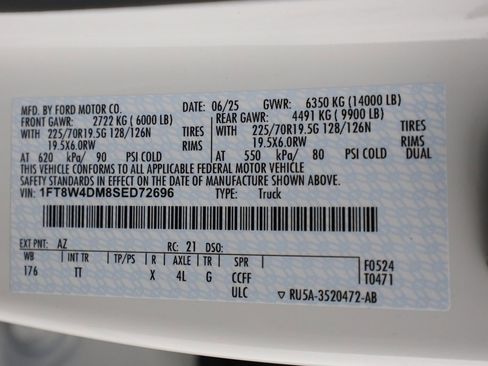 MFD. BY FORD MOTOR CO. DATE: 06/25 GVWR: 6350 KG (14000 LB)
FRONT GAWR: 2722 KG (6000 LB) REAR GAWR: 4491 KG (9900 LB)
WITH 225/70R19.5G 128/126N TIRES WITH 225/70R19.5G 128/126N TIRES
19.5X6.0RW RIMS 19.5X6.0RW RIMS
AT 620 kPa/ 90 PSI COLD AT 550 kPa/ 80 PSI COLD DUAL
THIS VEHICLE CONFORMS TO ALL APPLICABLE FEDERAL MOTOR VEHICLE
SAFETY STANDARDS IN EFFECT ON THE DATE OF MANUFACTURE SHOWN ABOVE.
VIN: 1FT8W4DM8SED72696 TYPE: Truck
EXT PNT: AZ RC: 21 DSO:
WB INT TR TP/PS R AXLE TR SPR F0524
176 TT X 4L G CCFF T0471
ULC RU5A-3520472-AB